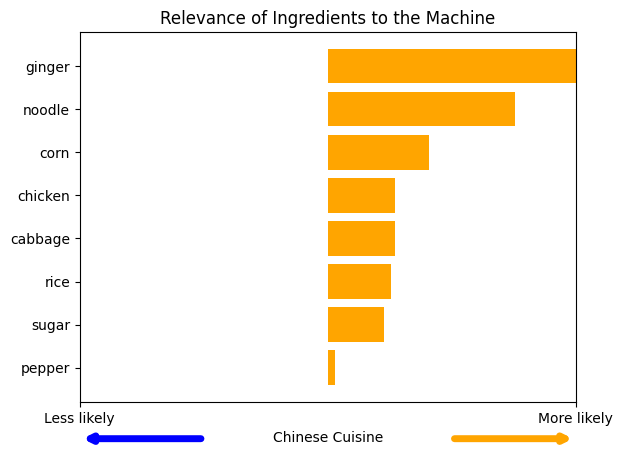 Relevance of Ingredients to the Machine
ginger
noodle
corn
chicken
cabbage
rice
sugar
pepper
Less likely
More likely
Chinese Cuisine